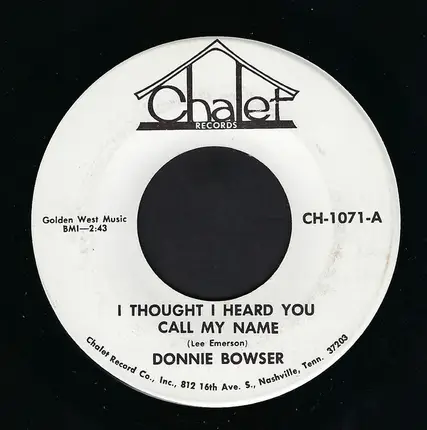 Chalet
RECORDS
Golden West Music
BMI—2:43
CH-1071-A
I THOUGHT I HEARD YOU
CALL MY NAME
(Lee Emerson)
DONNIE BOWSER
Chalet Record Co., Inc., 812 16th Ave. S., Nashville, Tenn. 37203